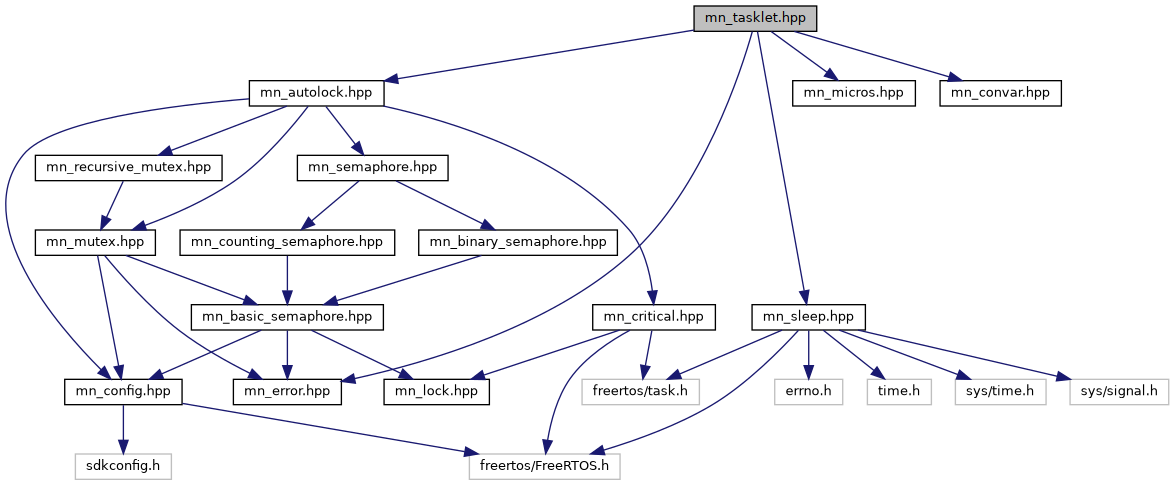 mn_tasklet.hpp
mn_autolock.hpp
mn_micros.hpp
mn_convar.hpp
mn_recursive_mutex.hpp
mn_semaphore.hpp
mn_mutex.hpp
mn_counting_semaphore.hpp
mn_binary_semaphore.hpp
mn_basic_semaphore.hpp
mn_critical.hpp
mn_sleep.hpp
mn_config.hpp
mn_error.hpp
mn_lock.hpp
freertos/task.h
errno.h
time.h
sys/time.h
sys/signal.h
sdkconfig.h
freertos/FreeRTOS.h